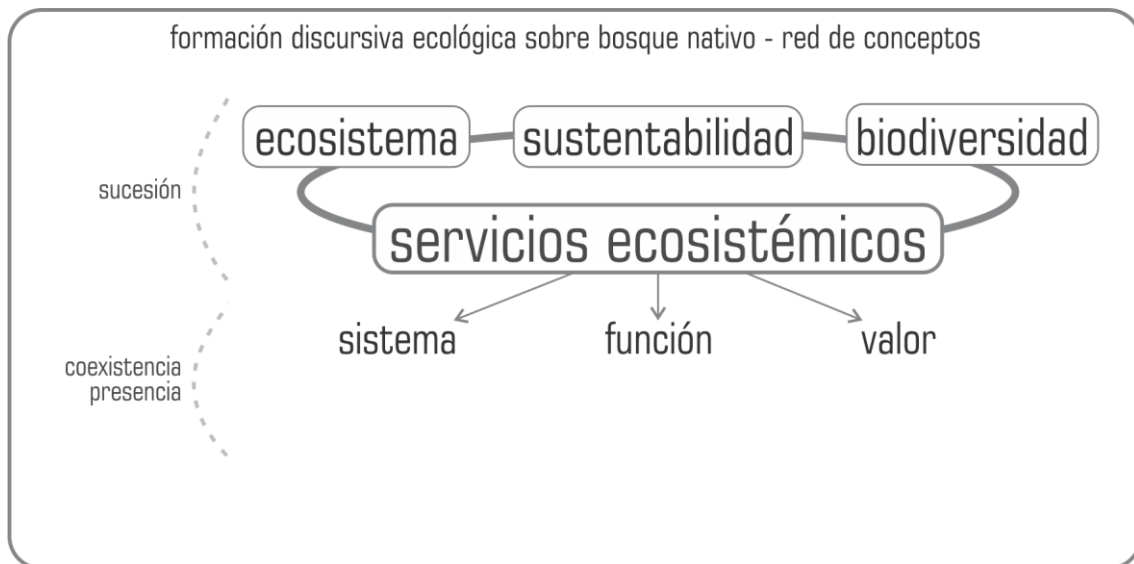 formación discursiva ecológica sobre bosque nativo - red de conceptos
ecosistema
sustentabilidad
biodiversidad
sucesión
servicios ecosistémicos
sistema
función
valor
coexistencia
presencia